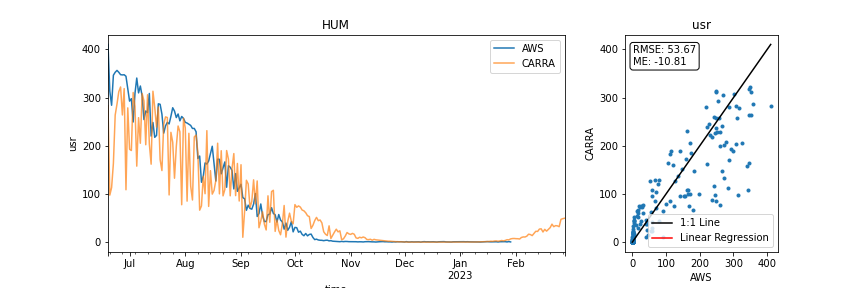 HUM
usr
400
300
200
100
0
usr
AWS
CARRA
Jul
Aug
Sep
Oct
Nov
Dec
Jan
2023
Feb
400
300
200
100
0
CARRA
RMSE: 53.67
ME: -10.81
1:1 Line
Linear Regression
0
100
200
300
400
AWS